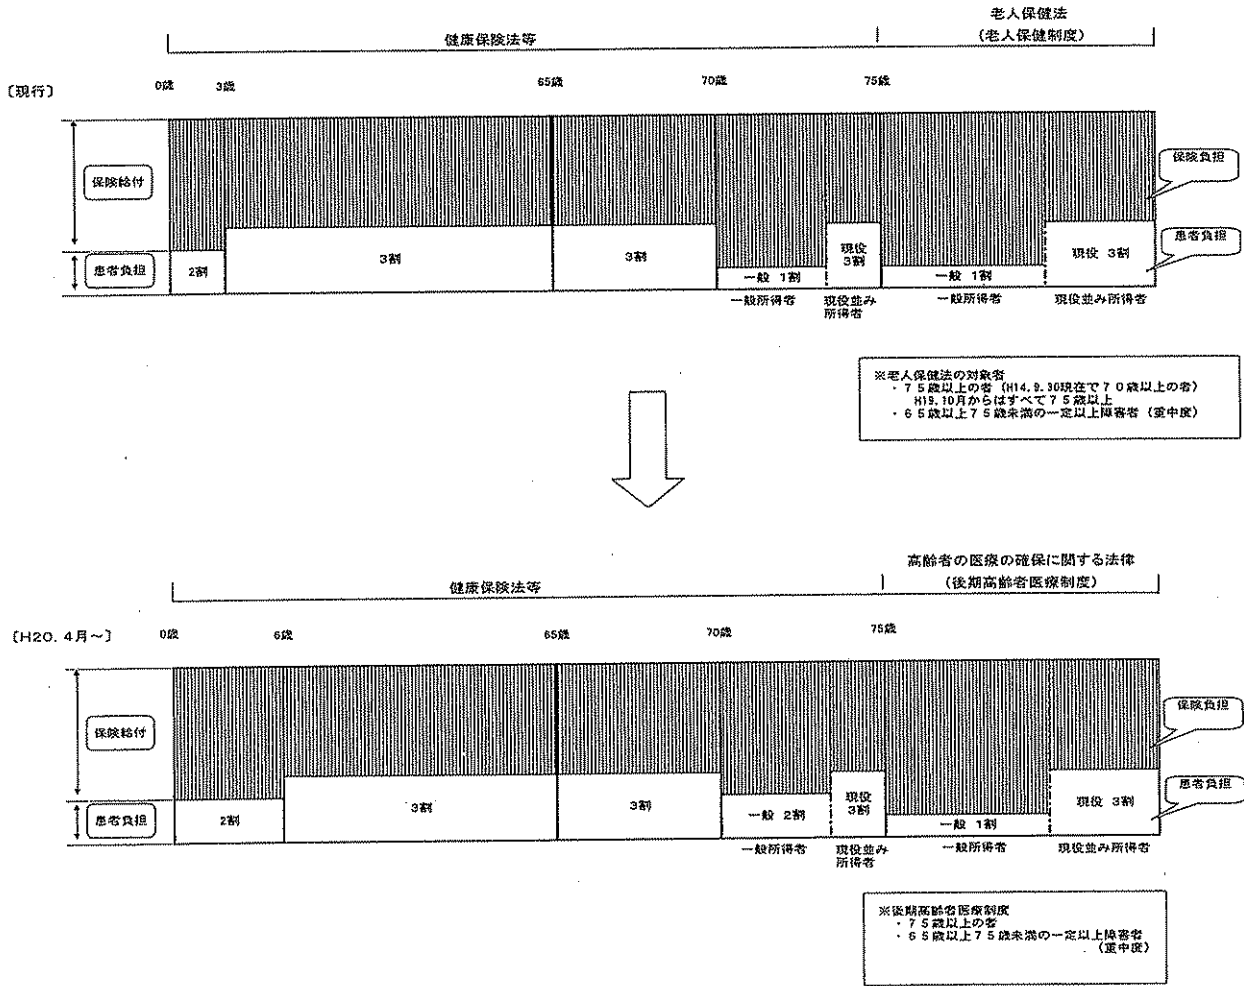 老人保健法
健康保険法等
(老人保健制度)
〔現行〕
0歳 3歳 65歳 70歳 75歳
保険給付
患者負担
2割
3割
3割
一般 1割
現役
3割
一般 1割
現役 3割
保険負担
患者負担
一般所得者
現役並み
所得者
一般所得者
現役並み所得者
※老人保健法の対象者
・75歳以上の者(H14.9.30現在で70歳以上の者)
H19.10月からはすべて75歳以上
・65歳以上75歳未満の一定以上障害者(重中度)
高齢者の医療の確保に関する法律
健康保険法等
(後期高齢者医療制度)
〔H20.4月~〕
0歳 6歳 65歳 70歳 75歳
保険給付
患者負担
2割
3割
3割
一般 2割
現役
3割
一般 1割
現役 3割
保険負担
患者負担
一般所得者
現役並み
所得者
一般所得者
現役並み所得者
※後期高齢者医療制度
・75歳以上の者
・65歳以上75歳未満の一定以上障害者
(重中度)